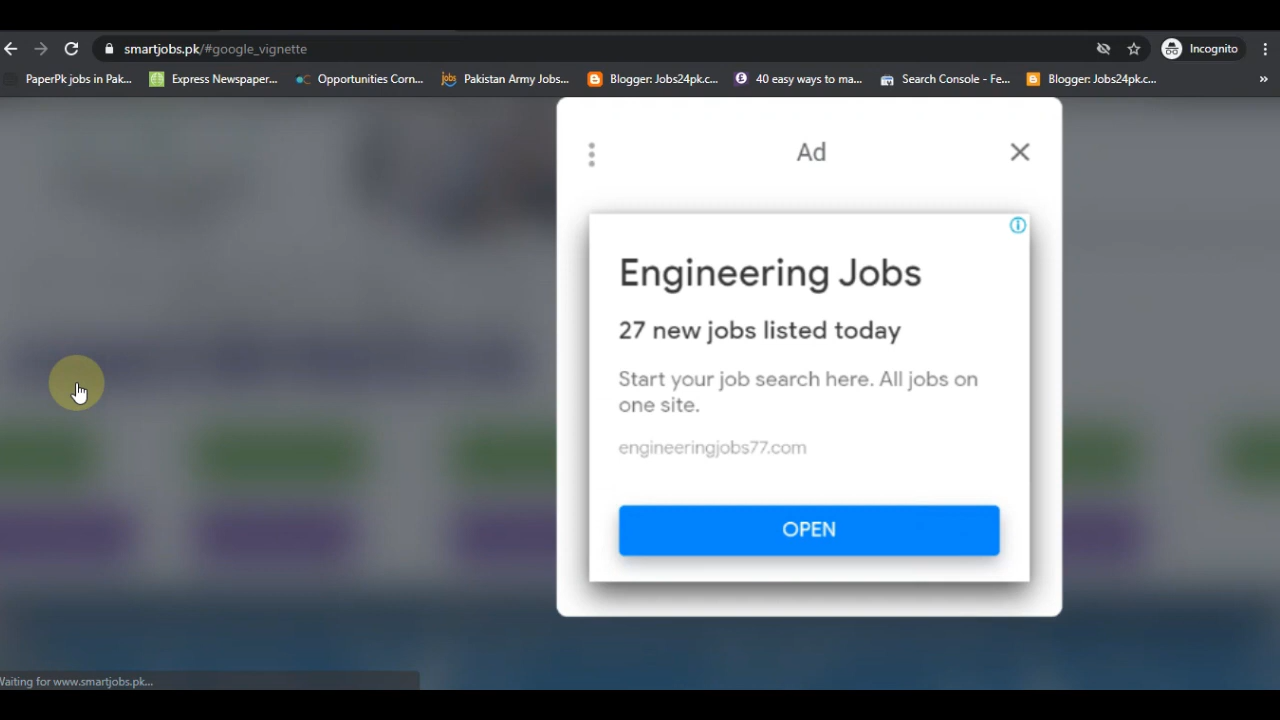 smartjobs.pk/#google_vignette
Incognito
PaperPk jobs in Pak...
Express Newspaper...
Opportunities Corn...
jobs
Pakistan Army Jobs...
Blogger: Jobs24pk.c...
40 easy ways to ma...
Search Console - Fe...
Blogger: Jobs24pk.c...
»
Ad
Engineering Jobs
27 new jobs listed today
Start your job search here. All jobs on
one site.
engineeringjobs77.com
OPEN
Waiting for www.smartjobs.pk...